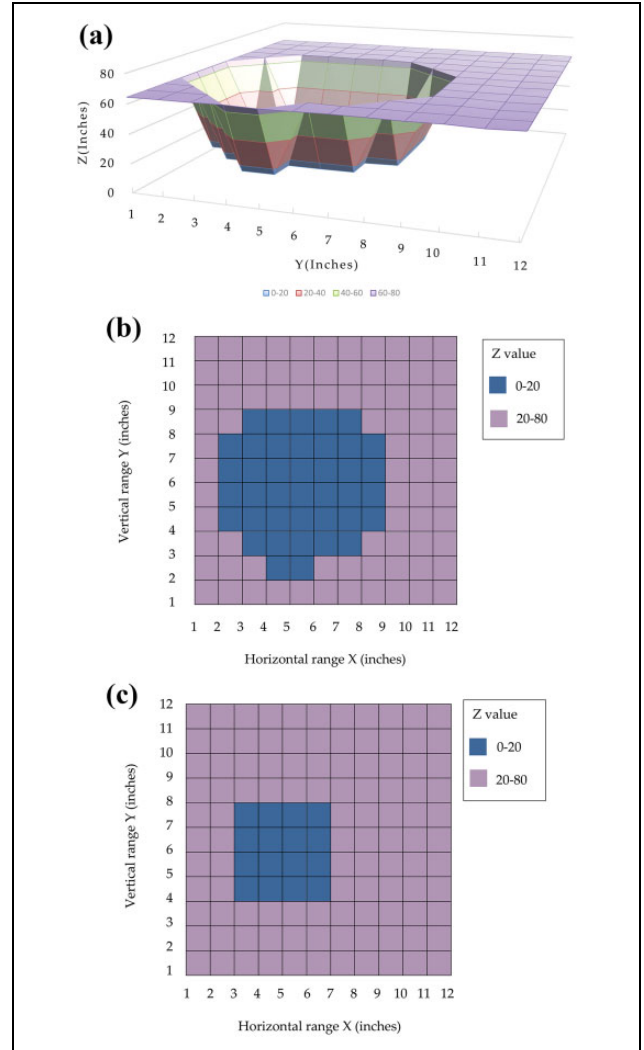 (a)
80
60
40
20
0
Z(Inches)
1 2 3 4 5 6 7 8 9 10 11 12
Y(Inches)
0-20 20-40 40-60 60-80
(b)
12
11
10
9
8
7
6
5
4
3
2
1
Vertical range Y (inches)
1 2 3 4 5 6 7 8 9 10 11 12
Horizontal range X (inches)
Z value
0-20
20-80
(c)
12
11
10
9
8
7
6
5
4
3
2
1
Vertical range Y (inches)
1 2 3 4 5 6 7 8 9 10 11 12
Horizontal range X (inches)
Z value
0-20
20-80